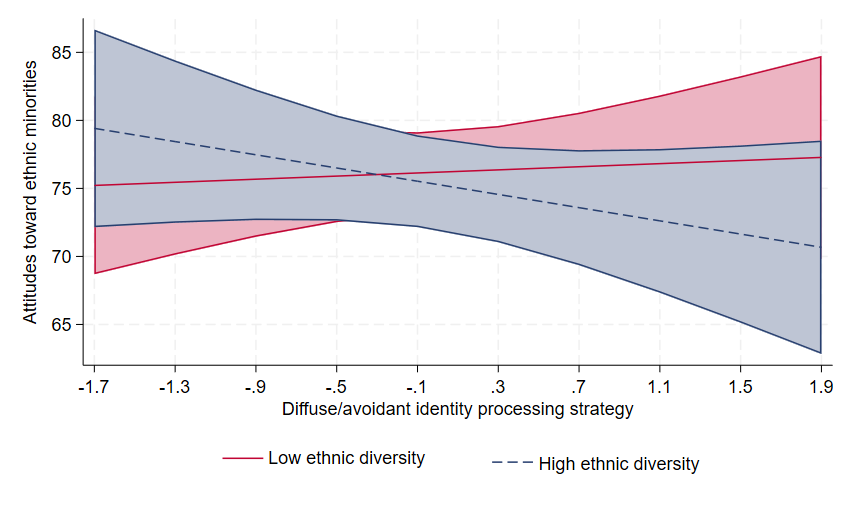 Attitudes toward ethnic minorities
85
80
75
70
65
-1.7 -1.3 -.9 -.5 -.1 .3 .7 1.1 1.5 1.9
Diffuse/avoidant identity processing strategy
Low ethnic diversity High ethnic diversity